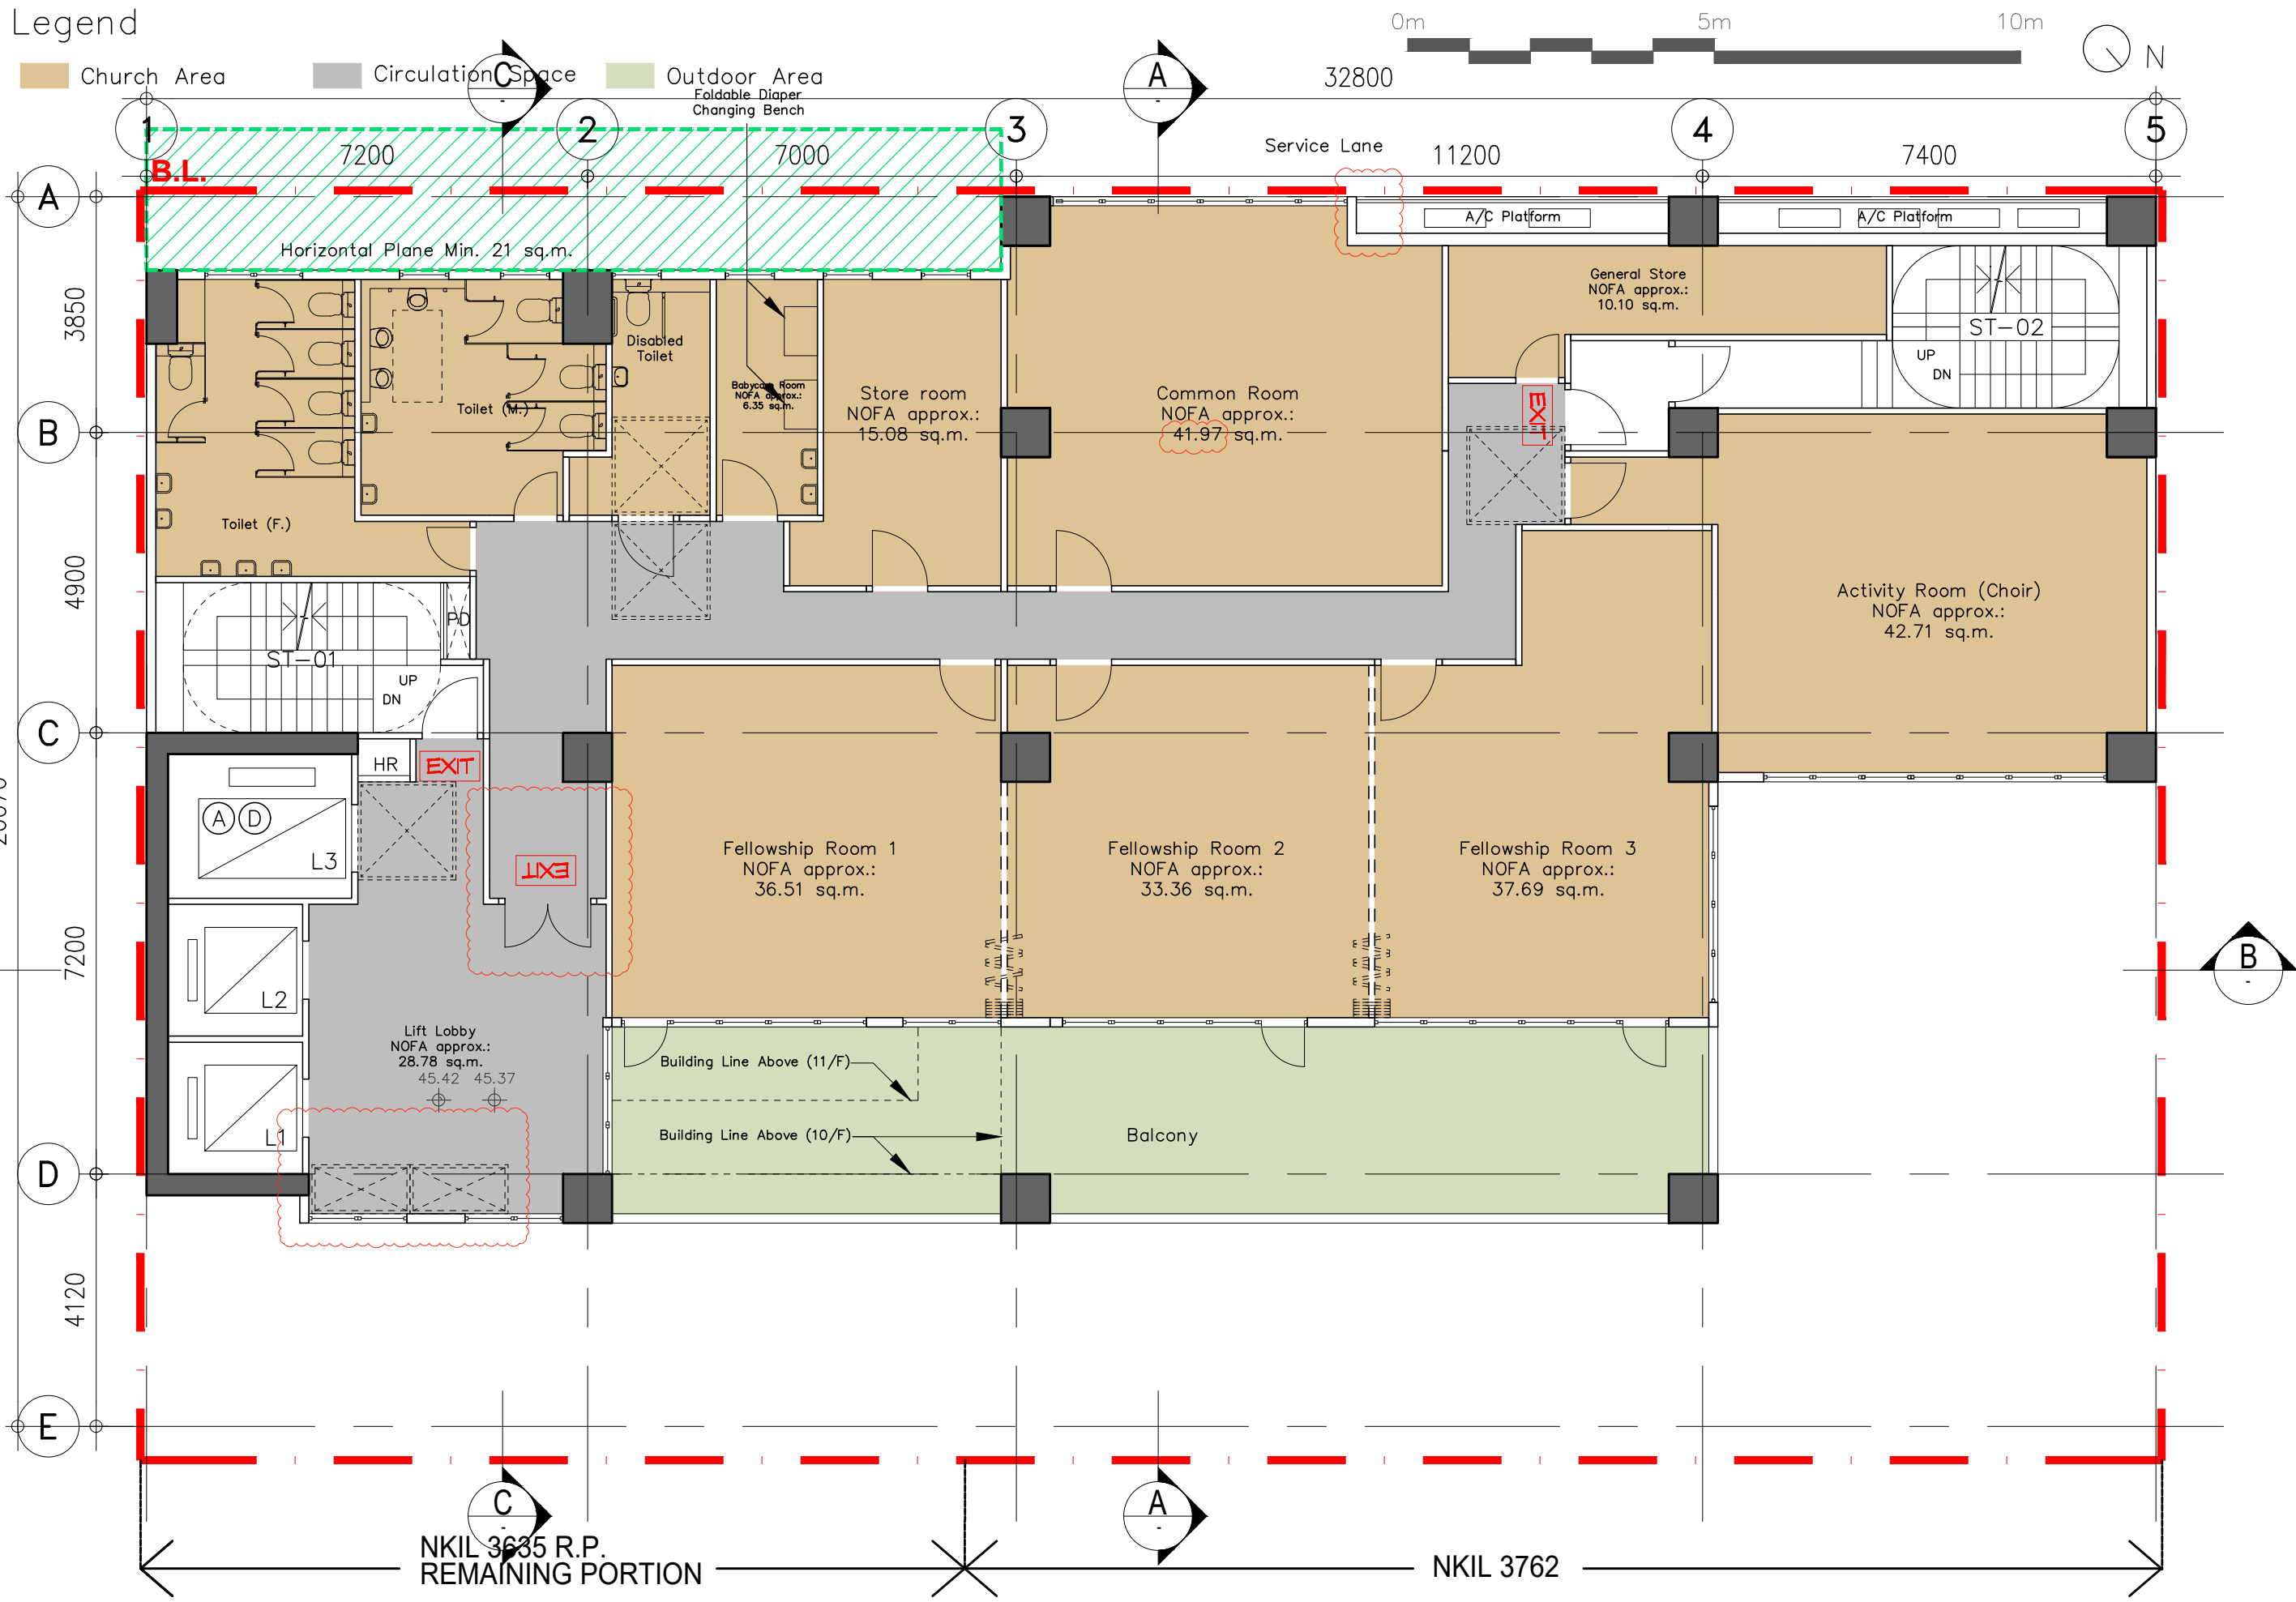 Legend
Church Area
Circulation Space
Outdoor Area
0m
5m
10m
N
C
-
A
-
32800
Foldable Diaper
Changing Bench
1
2
3
4
5
7200
7000
Service Lane
11200
7400
B.L.
A
A/C Platform
A/C Platform
Horizontal Plane Min. 21 sq.m.
3850
General Store
NOFA approx.:
10.10 sq.m.
ST-02
UP
DN
Disabled
Toilet
Babycare Room
NOFA approx.:
6.35 sq.m.
Toilet (M.)
Store room
NOFA approx.:
15.08 sq.m.
Common Room
NOFA approx.:
41.97 sq.m.
EXIT
B
Toilet (F.)
4900
PD
ST-01
UP
DN
Activity Room (Choir)
NOFA approx.:
42.71 sq.m.
C
HR
EXIT
A
D
L3
EXIT
Fellowship Room 1
NOFA approx.:
36.51 sq.m.
Fellowship Room 2
NOFA approx.:
33.36 sq.m.
Fellowship Room 3
NOFA approx.:
37.69 sq.m.
7200
L2
B
-
Lift Lobby
NOFA approx.:
28.78 sq.m.
45.42 45.37
L1
Building Line Above (11/F)
Building Line Above (10/F)
Balcony
D
4120
E
C
-
A
-
NKIL 3635 R.P.
REMAINING PORTION
NKIL 3762